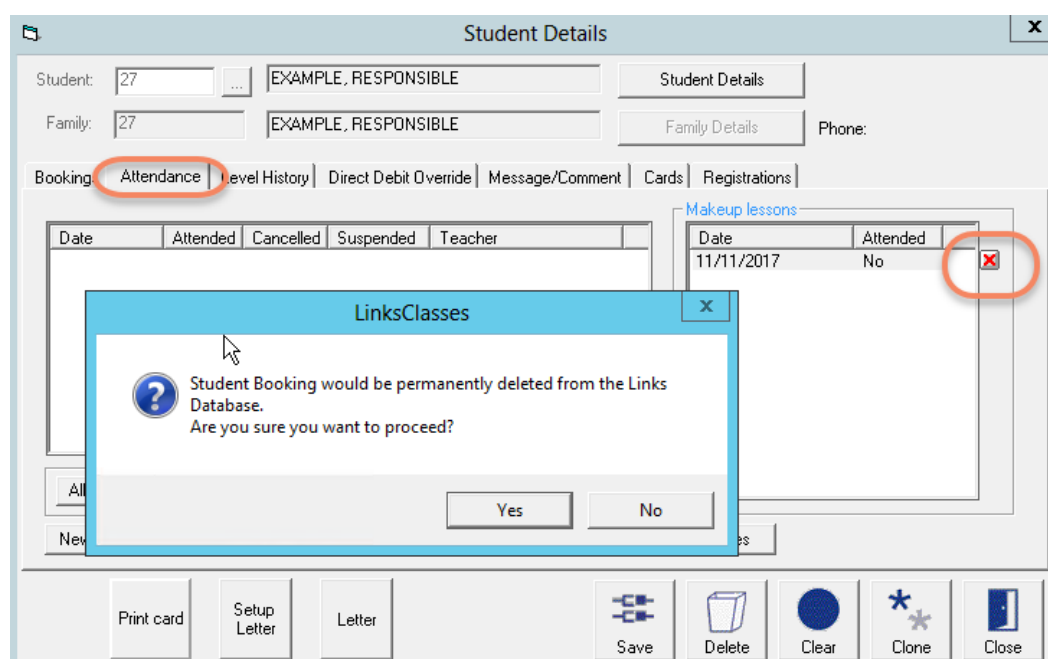 Student Details
x
Student: 27 ... EXAMPLE, RESPONSIBLE Student Details
Family: 27 EXAMPLE, RESPONSIBLE Family Details Phone:
Booking Attendance Level History Direct Debit Override Message/Comment Cards Registrations
Makeup lessons
Date Attended Cancelled Suspended Teacher Date Attended
11/11/2017 No
LinksClasses x
Student Booking would be permanently deleted from the Links
Database.
Are you sure you want to proceed?
Yes No
Print card
Setup
Letter
Letter
Save
Delete
Clear
Clone
Close